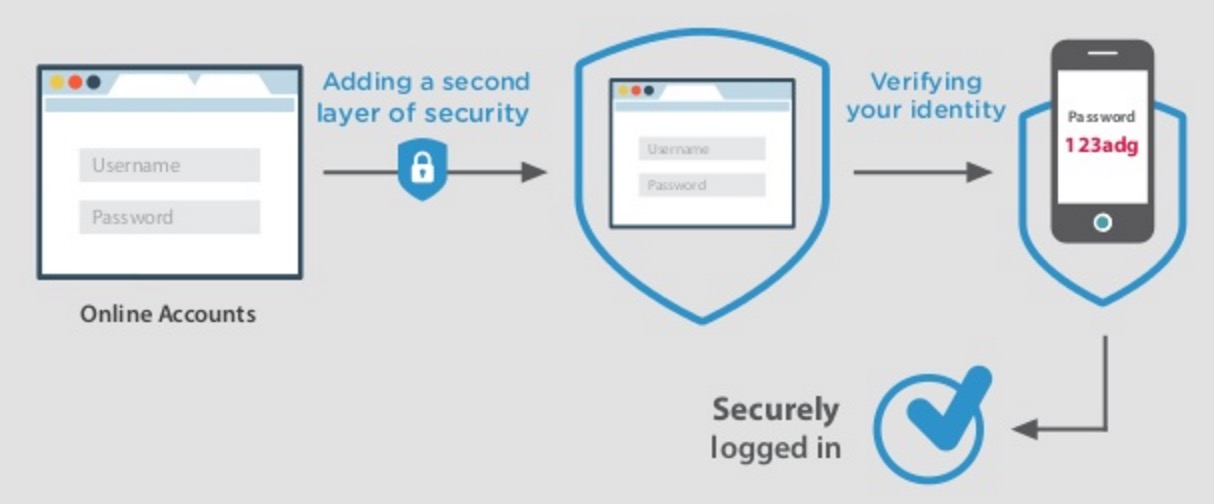 Adding a second
layer of security
Verifying
your identity
Username
Password
Online Accounts
Username
Password
Password
123adg
Securely
logged in